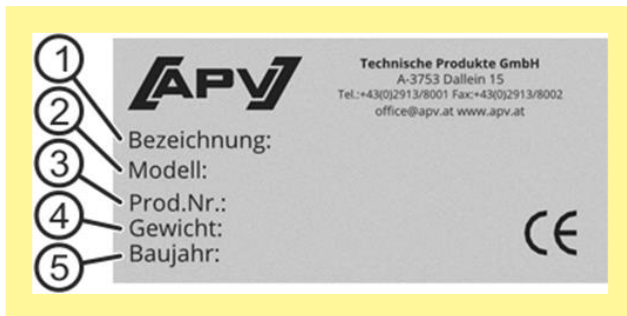 1
APV
Technische Produkte GmbH
A-3753 Dallein 15
Tel.:+43(0)2913/8001 Fax:+43(0)2913/8002
office@apv.at www.apv.at
2
Bezeichnung:
Modell:
3
Prod.Nr.:
4
Gewicht:
5
Baujahr:
CE